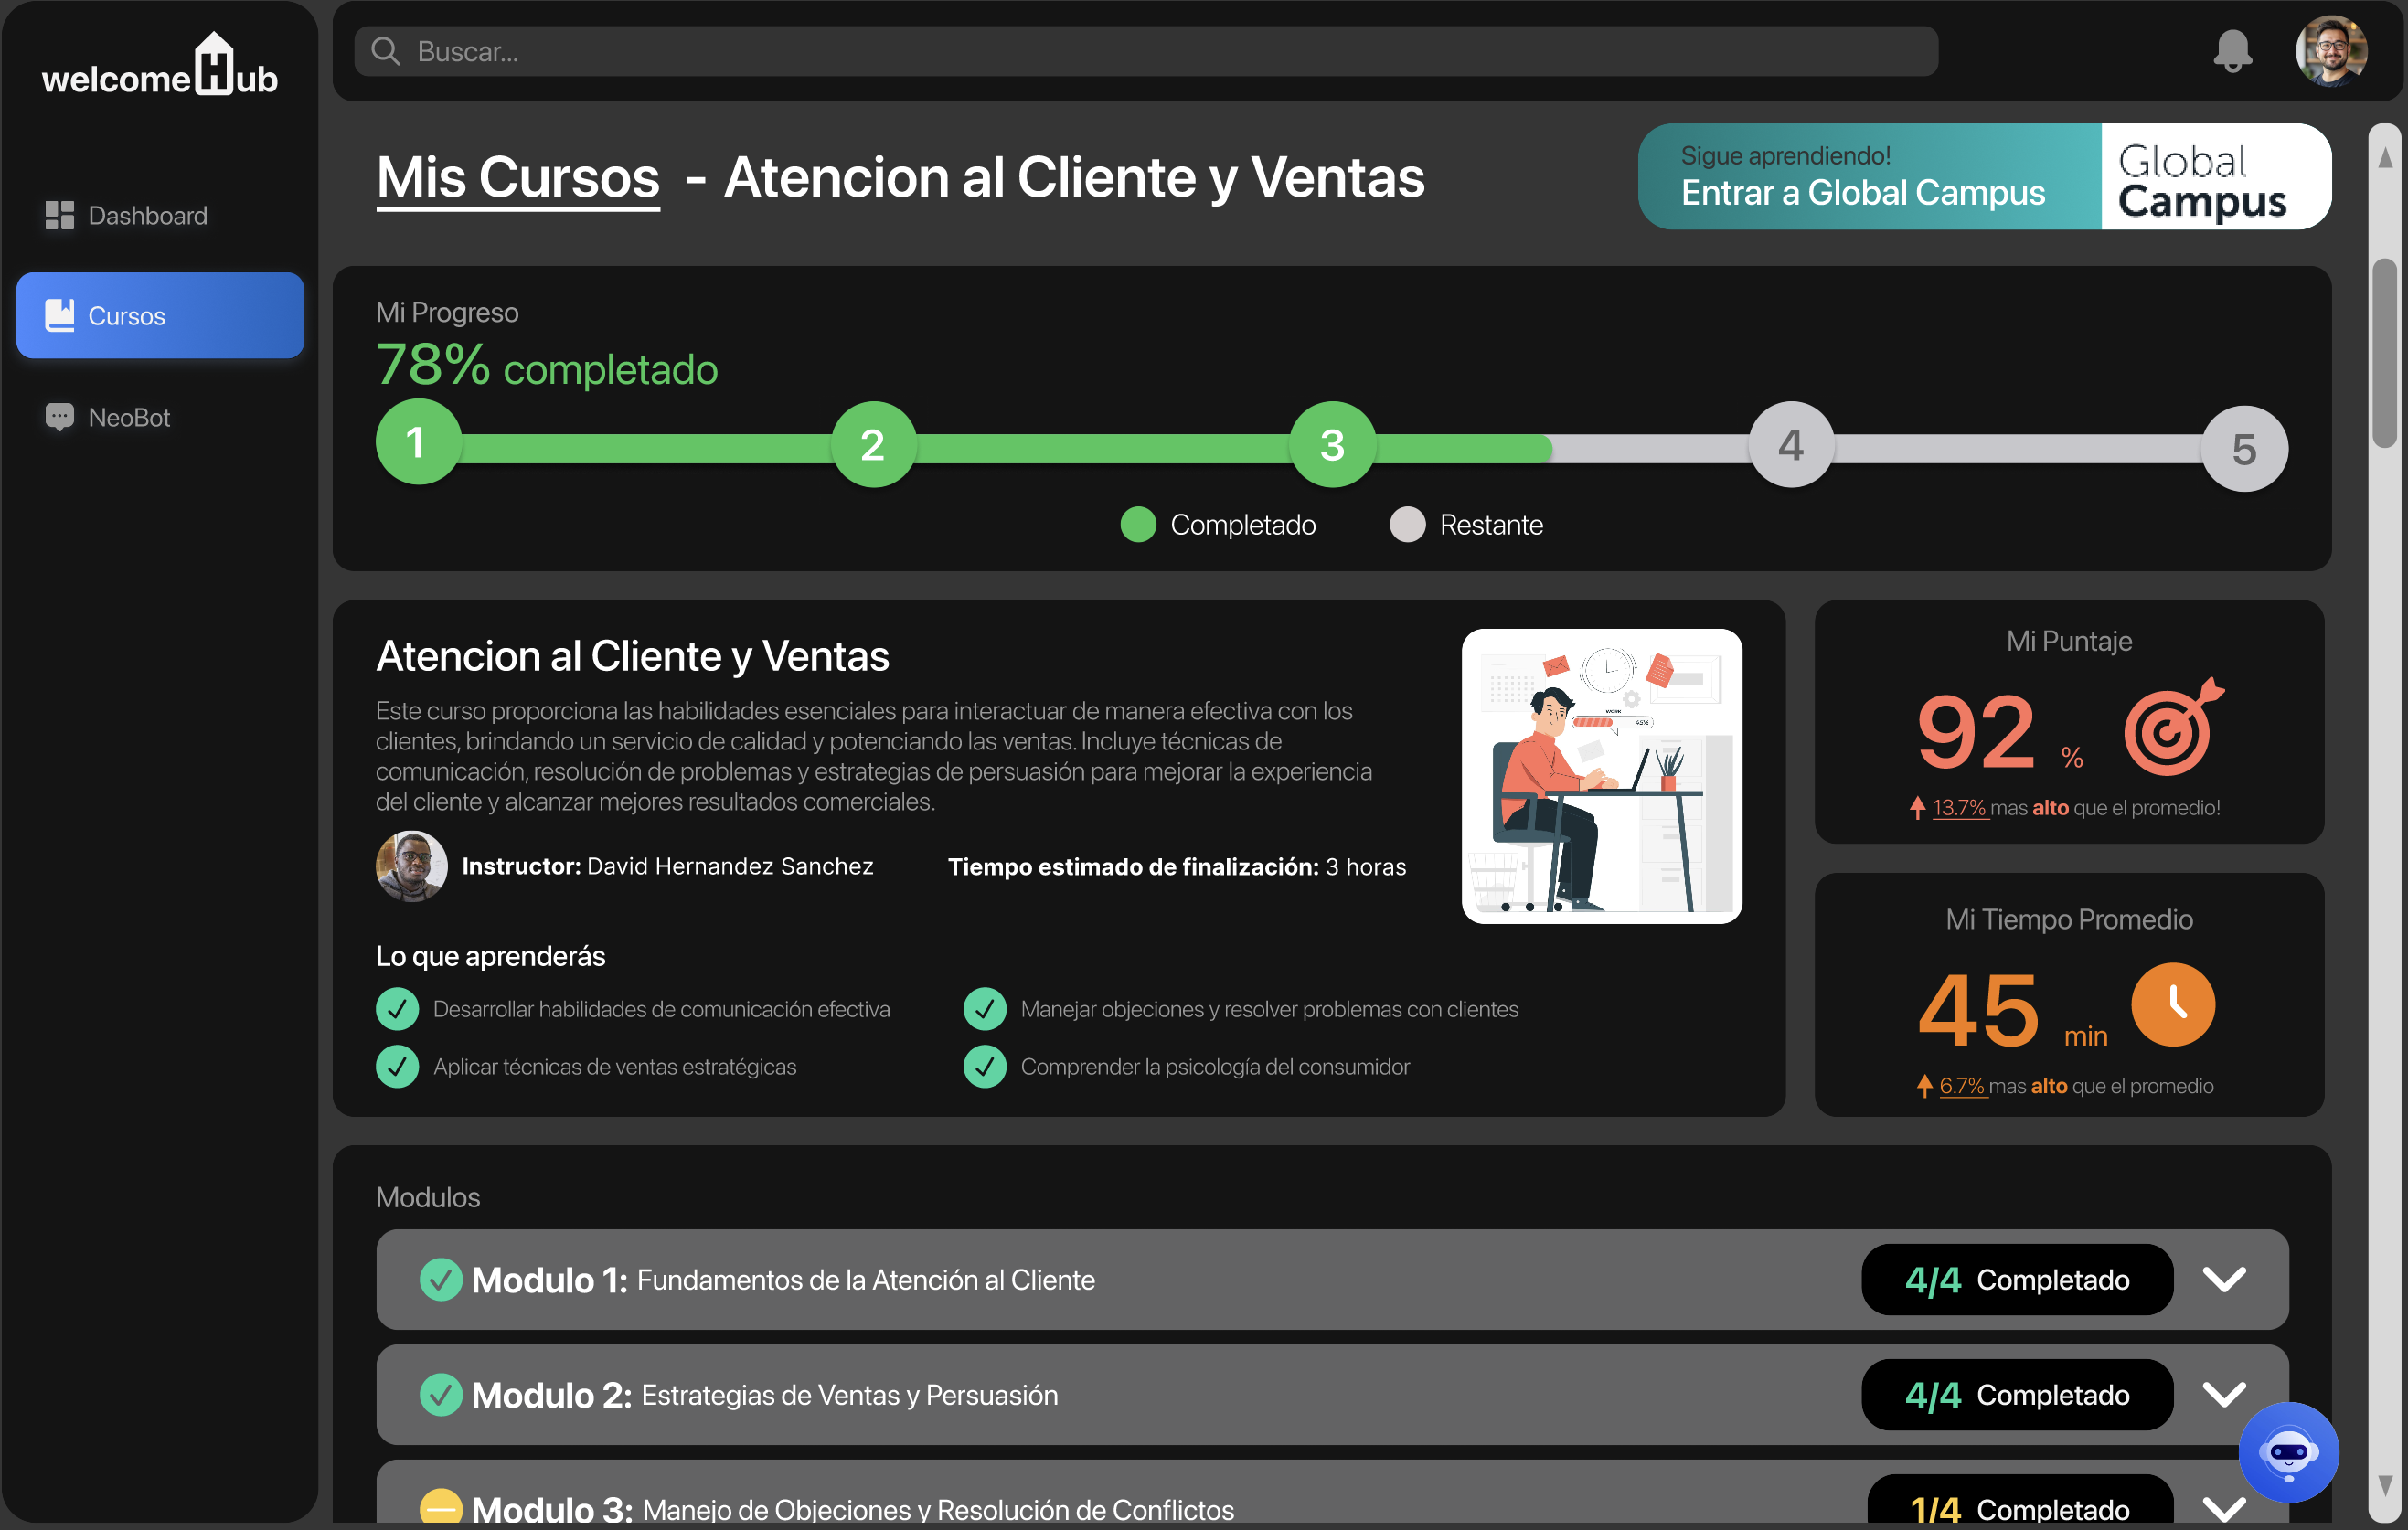 welcomeHub
Buscar...
Dashboard
Cursos
NeoBot
Mis Cursos - Atencion al Cliente y Ventas
Sigue aprendiendo!
Entrar a Global Campus
Global
Campus
Mi Progreso
78% completado
1 2 3 4 5
Completado Restante
Atencion al Cliente y Ventas
Este curso proporciona las habilidades esenciales para interactuar de manera efectiva con los
clientes, brindando un servicio de calidad y potenciando las ventas. Incluye técnicas de
comunicación, resolución de problemas y estrategias de persuasión para mejorar la experiencia
del cliente y alcanzar mejores resultados comerciales.
Instructor: David Hernandez Sanchez
Tiempo estimado de finalización: 3 horas
WORK
45%
Lo que aprenderás
Desarrollar habilidades de comunicación efectiva
Manejar objeciones y resolver problemas con clientes
Aplicar técnicas de ventas estratégicas
Comprender la psicología del consumidor
Mi Puntaje
92 %
13.7% mas alto que el promedio!
Mi Tiempo Promedio
45 min
6.7% mas alto que el promedio
Modulos
Modulo 1: Fundamentos de la Atención al Cliente
4/4 Completado
Modulo 2: Estrategias de Ventas y Persuasión
4/4 Completado
Modulo 3: Manejo de Objeciones y Resolución de Conflictos
1/4 Completado